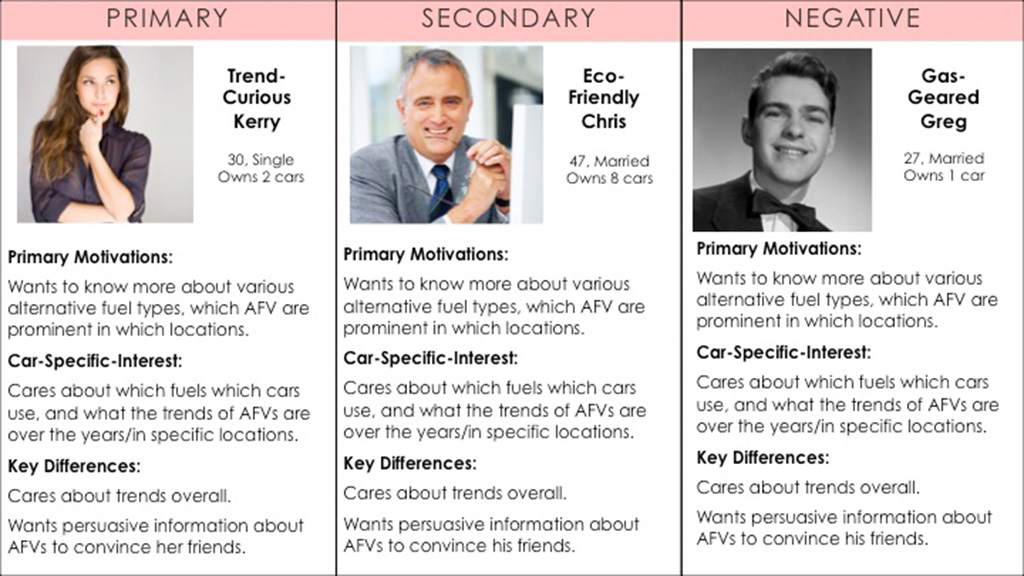 PRIMARY
Trend-
Curious
Kerry
30, Single
Owns 2 cars
Primary Motivations:
Wants to know more about various
alternative fuel types, which AFV are
prominent in which locations.
Car-Specific-Interest:
Cares about which fuels which cars
use, and what the trends of AFVs are
over the years/in specific locations.
Key Differences:
Cares about trends overall.
Wants persuasive information about
AFVs to convince her friends.
SECONDARY
Eco-
Friendly
Chris
47, Married
Owns 8 cars
Primary Motivations:
Wants to know more about various
alternative fuel types, which AFV are
prominent in which locations.
Car-Specific-Interest:
Cares about which fuels which cars
use, and what the trends of AFVs are
over the years/in specific locations.
Key Differences:
Cares about trends overall.
Wants persuasive information about
AFVs to convince his friends.
NEGATIVE
Gas-
Geared
Greg
27, Married
Owns 1 car
Primary Motivations:
Wants to know more about various
alternative fuel types, which AFV are
prominent in which locations.
Car-Specific-Interest:
Cares about which fuels which cars
use, and what the trends of AFVs are
over the years/in specific locations.
Key Differences:
Cares about trends overall.
Wants persuasive information about
AFVs to convince his friends.